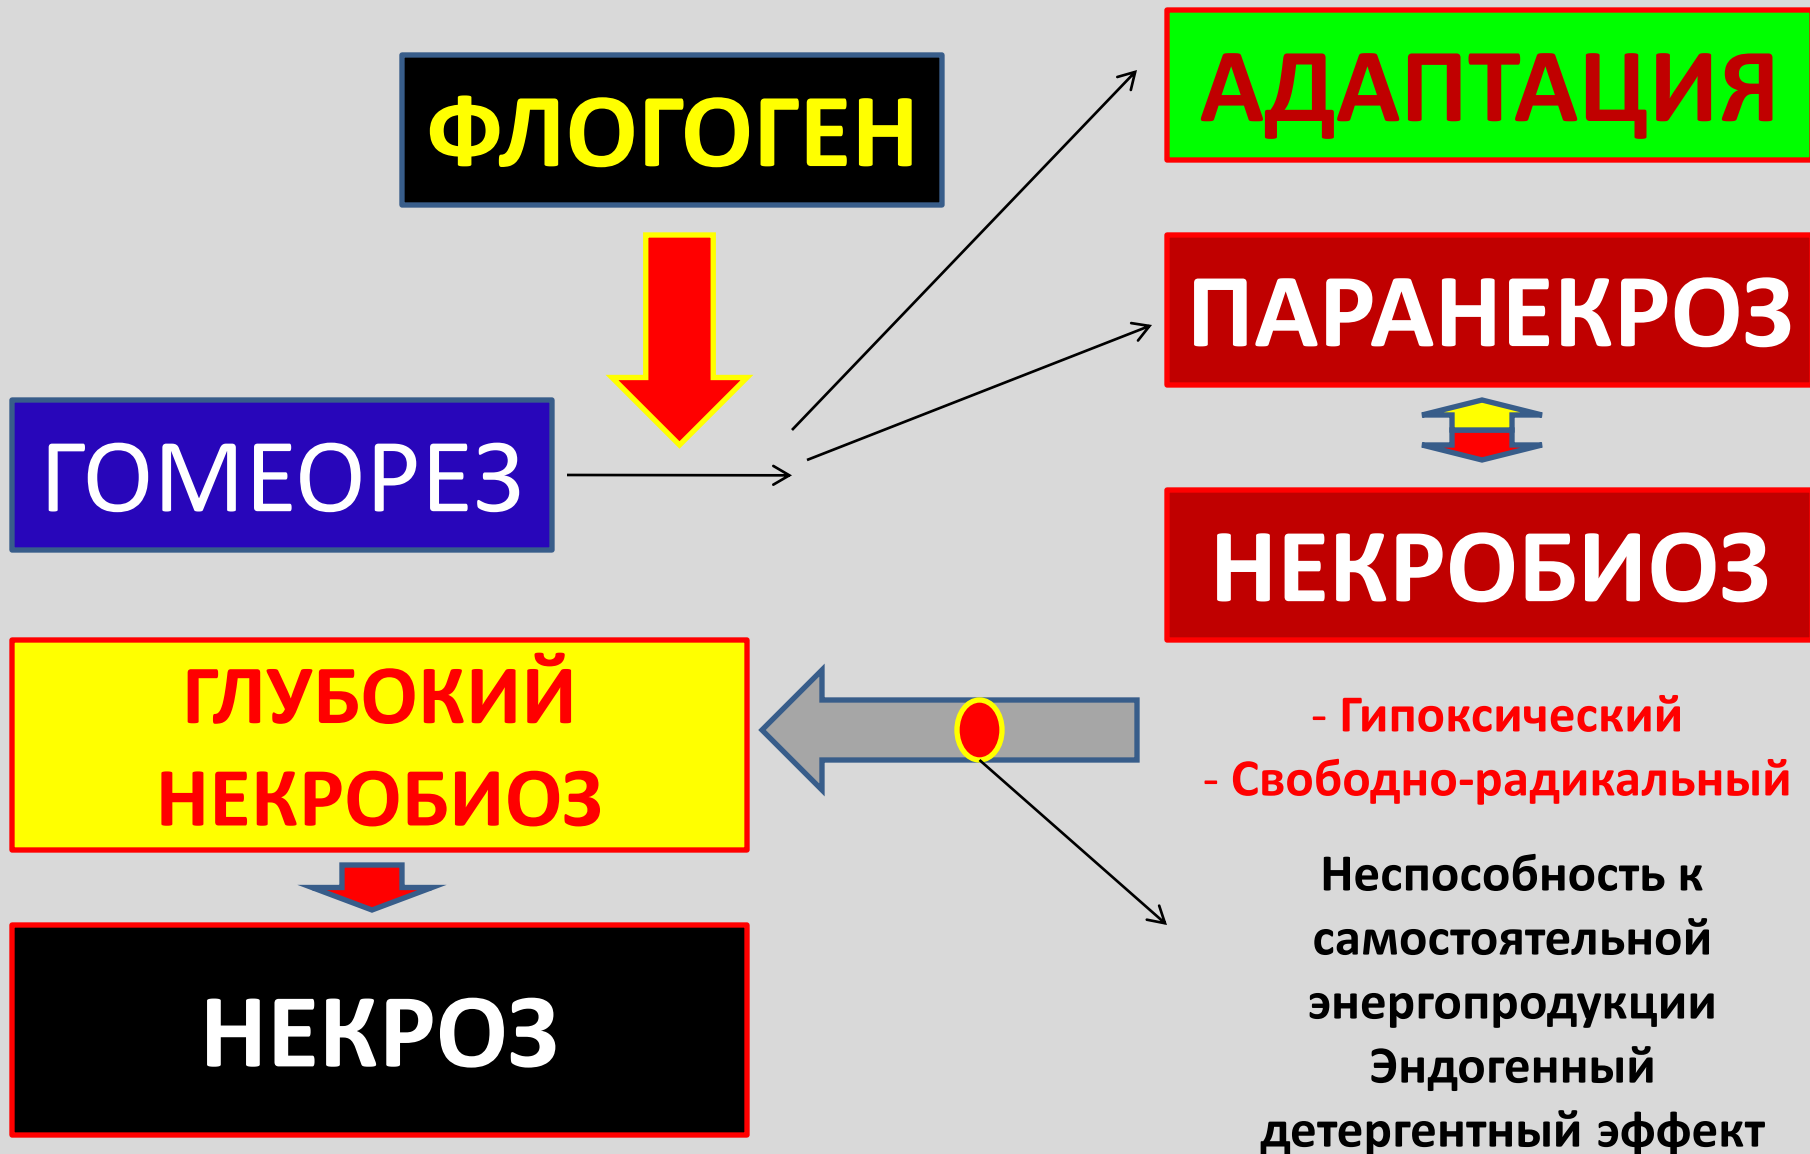 ФЛОГОГЕН
АДАПТАЦИЯ
ПАРАНЕКРОЗ
ГОМЕОРЕЗ
НЕКРОБИОЗ
- Гипоксический
- Свободно-радикальный
ГЛУБОКИЙ
НЕКРОБИОЗ
Неспособность к
самостоятельной
энергопродукции
Эндогенный
детергентный эффект
НЕКРОЗ